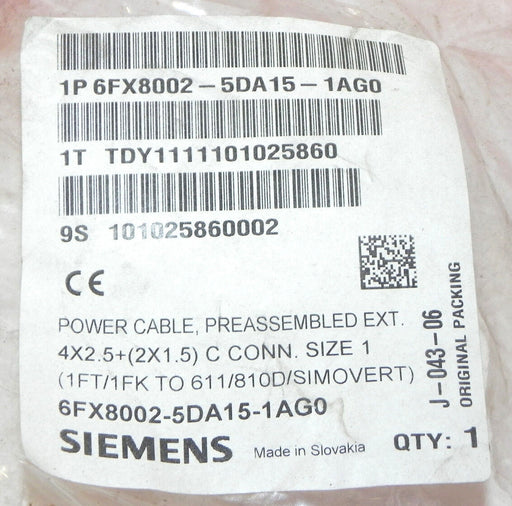 1P 6FX8002-5DA15-1AG0
1T TDY1111101025860
9S 101025860002
CE
POWER CABLE, PREASSEMBLED EXT.
4X2.5+(2X1.5) C CONN. SIZE 1
(1FT/1FK TO 611/810D/SIMOVERT)
6FX8002-5DA15-1AG0
SIEMENS Made in Slovakia QTY: 1
J-043-06
ORIGINAL PACKING